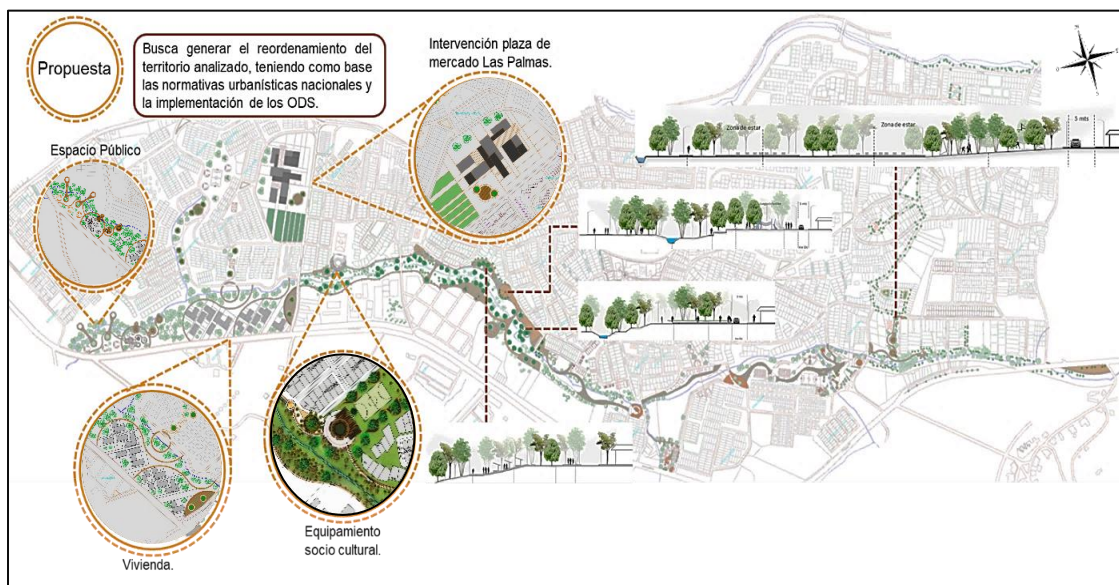 Propuesta
Busca generar el reordenamiento del
territorio analizado, teniendo como base
las normativas urbanísticas nacionales y
la implementación de los ODS.
Intervención plaza de
mercado Las Palmas.
Espacio Público
Zona de estar
Zona de estar
3 mts
Vivienda.
Equipamiento
socio cultural.